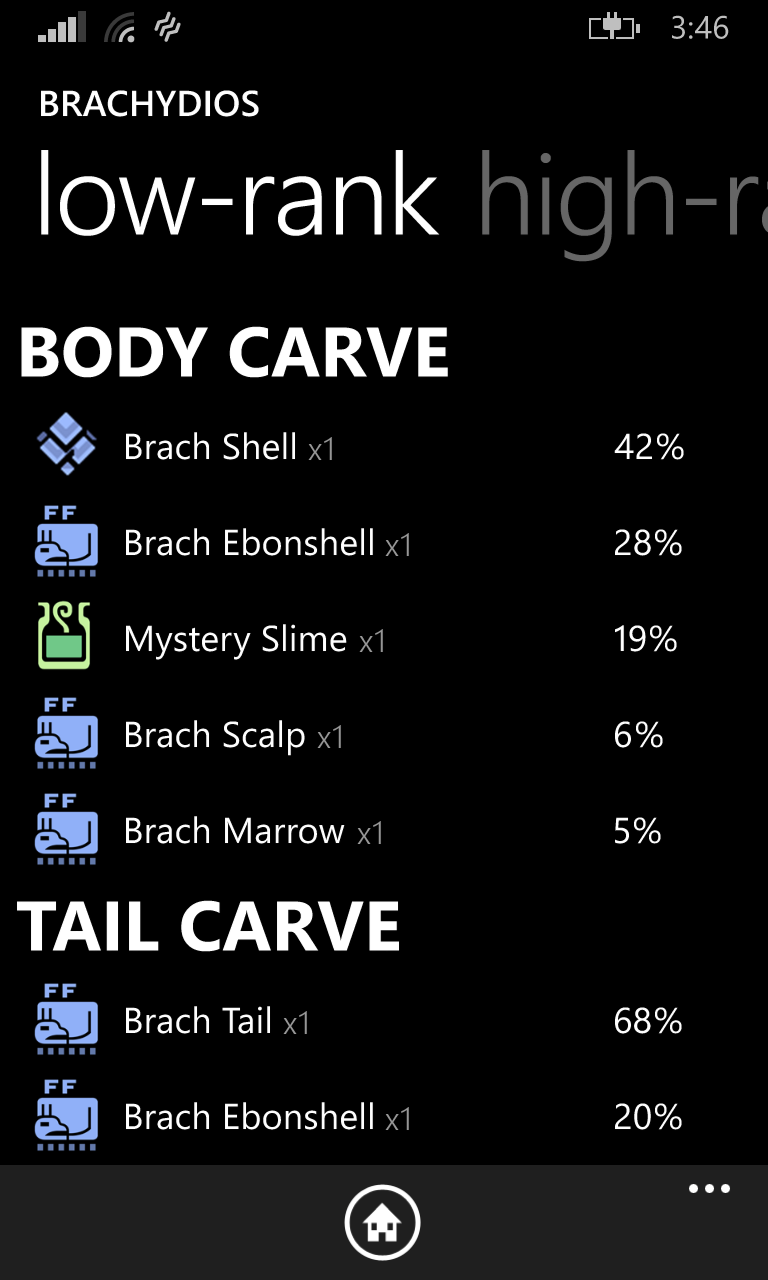 3:46
BRACHYDIOS
low-rank high-ra
BODY CARVE
Brach Shell x1 42%
FF
Brach Ebonshell x1 28%
Mystery Slime x1 19%
FF
Brach Scalp x1 6%
FF
Brach Marrow x1 5%
TAIL CARVE
FF
Brach Tail x1 68%
FF
Brach Ebonshell x1 20%